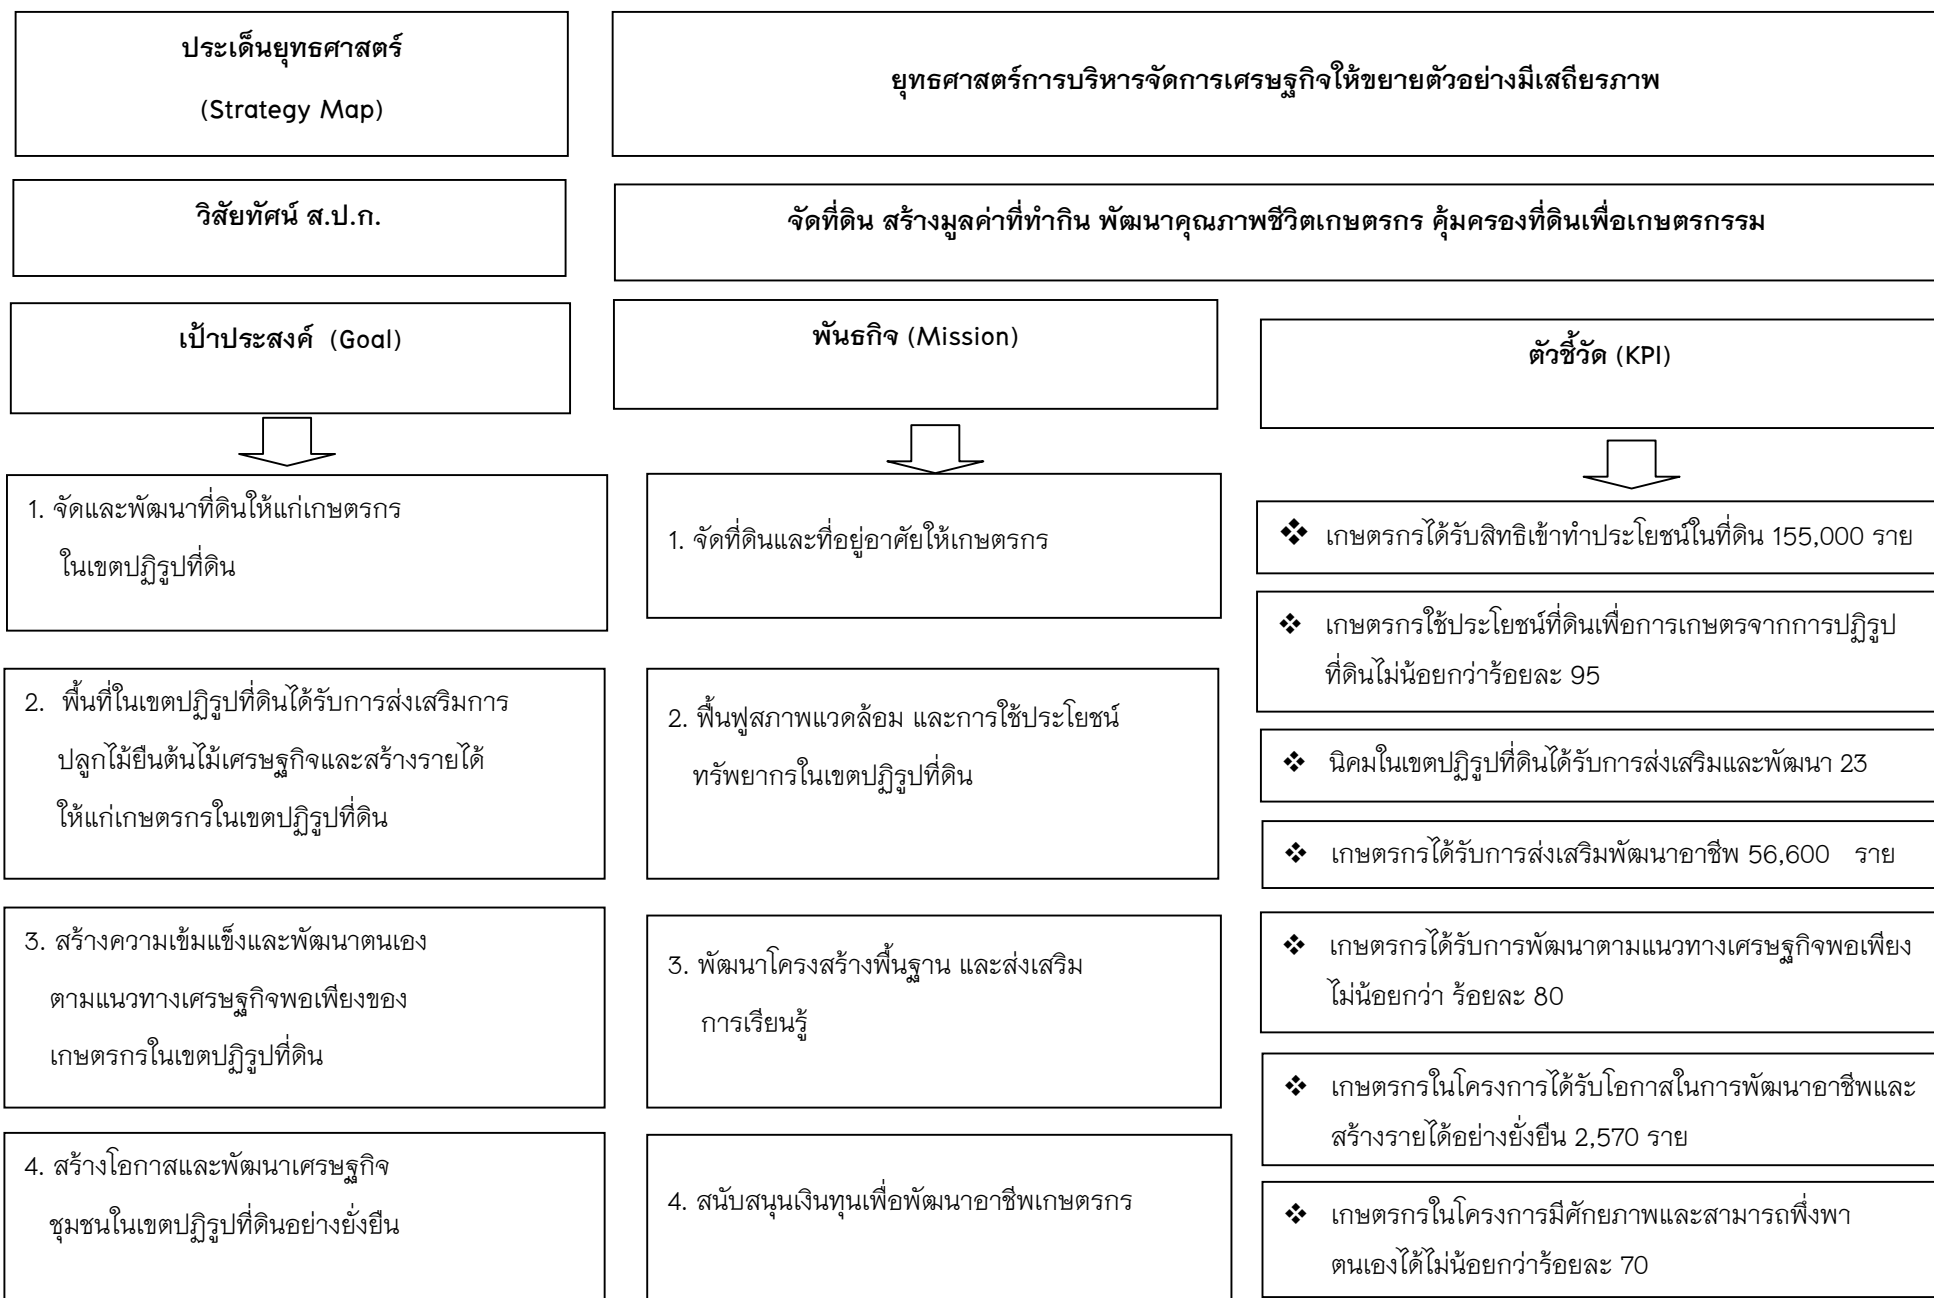 ประเด็นยุทธศาสตร์
(Strategy Map)
ยุทธศาสตร์การบริหารจัดการเศรษฐกิจให้ขยายตัวอย่างมีเสถียรภาพ
วิสัยทัศน์ ส.ป.ก.
จัดที่ดิน สร้างมูลค่าที่ทำกิน พัฒนาคุณภาพชีวิตเกษตรกร คุ้มครองที่ดินเพื่อเกษตรกรรม
เป้าประสงค์ (Goal)
1. จัดและพัฒนาที่ดินให้แก่เกษตรกร
ในเขตปฏิรูปที่ดิน
2. พื้นที่ในเขตปฏิรูปที่ดินได้รับการส่งเสริมการ
ปลูกไม้ยืนต้นไม้เศรษฐกิจและสร้างรายได้
ให้แก่เกษตรกรในเขตปฏิรูปที่ดิน
3. สร้างความเข้มแข็งและพัฒนาตนเอง
ตามแนวทางเศรษฐกิจพอเพียงของ
เกษตรกรในเขตปฏิรูปที่ดิน
4. สร้างโอกาสและพัฒนาเศรษฐกิจ
ชุมชนในเขตปฏิรูปที่ดินอย่างยั่งยืน
พันธกิจ (Mission)
1. จัดที่ดินและที่อยู่อาศัยให้เกษตรกร
2. ฟื้นฟูสภาพแวดล้อม และการใช้ประโยชน์
ทรัพยากรในเขตปฏิรูปที่ดิน
3. พัฒนาโครงสร้างพื้นฐาน และส่งเสริม
การเรียนรู้
4. สนับสนุนเงินทุนเพื่อพัฒนาอาชีพเกษตรกร
ตัวชี้วัด (KPI)
❖ เกษตรกรได้รับสิทธิเข้าทำประโยชน์ในที่ดิน 155,000 ราย
❖ เกษตรกรใช้ประโยชน์ที่ดินเพื่อการเกษตรจากการปฏิรูป
ที่ดินไม่น้อยกว่าร้อยละ 95
❖ นิคมในเขตปฏิรูปที่ดินได้รับการส่งเสริมและพัฒนา 23
❖ เกษตรกรได้รับการส่งเสริมพัฒนาอาชีพ 56,600 ราย
❖ เกษตรกรได้รับการพัฒนาตามแนวทางเศรษฐกิจพอเพียง
ไม่น้อยกว่า ร้อยละ 80
❖ เกษตรกรในโครงการได้รับโอกาสในการพัฒนาอาชีพและ
สร้างรายได้อย่างยั่งยืน 2,570 ราย
❖ เกษตรกรในโครงการมีศักยภาพและสามารถพึ่งพา
ตนเองได้ไม่น้อยกว่าร้อยละ 70